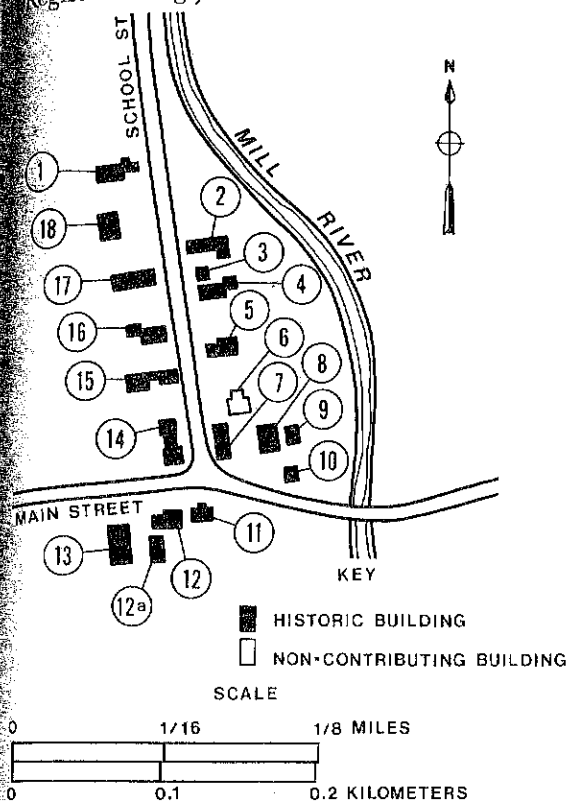 SCHOOL ST
MILL RIVER
N
1
2
18
3
17
4
16
5
6
15
7
8
14
9
10
MAIN STREET
11
13
12
12a
KEY
HISTORIC BUILDING
NON-CONTRIBUTING BUILDING
SCALE
0 1/16 1/8 MILES
0 0.1 0.2 KILOMETERS